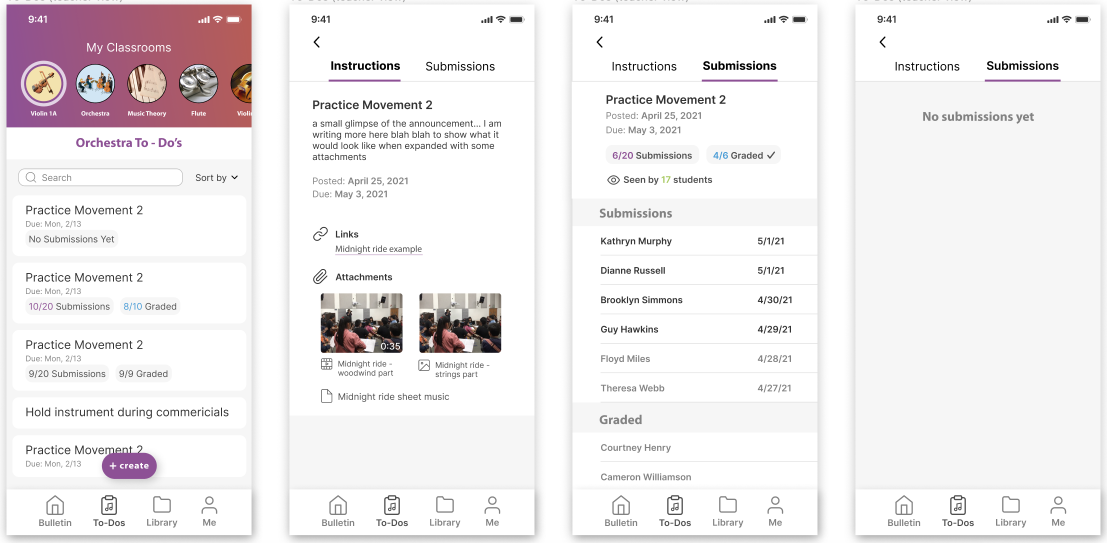 9:41
My Classrooms
Violin 1A
Orchestra
Music Theory
Flute
Violin
Orchestra To - Do's
Search
Sort by
Practice Movement 2
Due: Mon, 2/13
No Submissions Yet
Practice Movement 2
Due: Mon, 2/13
10/20 Submissions 8/10 Graded
Practice Movement 2
Due: Mon, 2/13
9/20 Submissions 9/9 Graded
Hold instrument during commericials
Practice Movement 2
Due: Mon, 2/13
+ create
Bulletin To-Dos Library Me
9:41
Instructions Submissions
Practice Movement 2
a small glimpse of the announcement... I am
writing more here blah blah to show what it
would look like when expanded with some
attachments
Posted: April 25, 2021
Due: May 3, 2021
Links
Midnight ride example
Attachments
0:35
Midnight ride -
woodwind part
Midnight ride -
strings part
Midnight ride sheet music
Bulletin To-Dos Library Me
9:41
Instructions Submissions
Practice Movement 2
Posted: April 25, 2021
Due: May 3, 2021
6/20 Submissions 4/6 Graded
Seen by 17 students
Submissions
Kathryn Murphy 5/1/21
Dianne Russell 5/1/21
Brooklyn Simmons 4/30/21
Guy Hawkins 4/29/21
Floyd Miles 4/28/21
Theresa Webb 4/27/21
Graded
Courtney Henry
Cameron Williamson
Bulletin To-Dos Library Me
9:41
Instructions Submissions
No submissions yet
Bulletin To-Dos Library Me